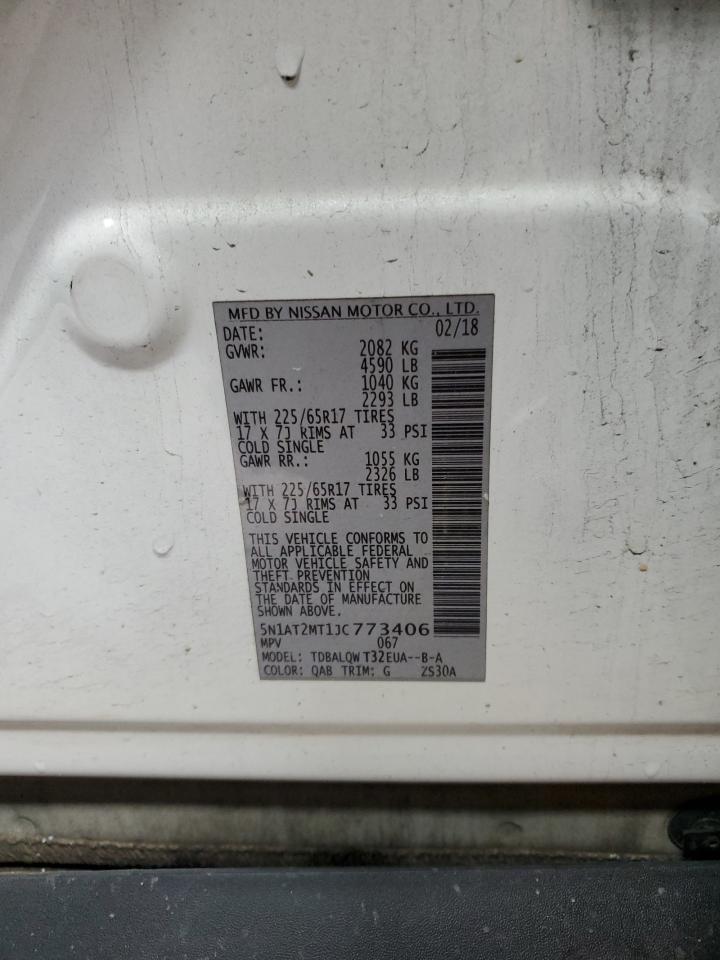 MFD BY NISSAN MOTOR CO., LTD.
DATE: 02/18
GVWR: 2082 KG
4590 LB
GAWR FR.: 1040 KG
2293 LB
WITH 225/65R17 TIRES
17 X 7J RIMS AT 33 PSI
COLD SINGLE
GAWR RR.: 1055 KG
2326 LB
WITH 225/65R17 TIRES
17 X 7J RIMS AT 33 PSI
COLD SINGLE
THIS VEHICLE CONFORMS TO
ALL APPLICABLE FEDERAL
MOTOR VEHICLE SAFETY AND
THEFT PREVENTION
STANDARDS IN EFFECT ON
THE DATE OF MANUFACTURE
SHOWN ABOVE.
5N1AT2MT1JC773406
MPV 067
MODEL: TDBALQW T32EUA--B-A
COLOR: QAB TRIM: G 2S30A